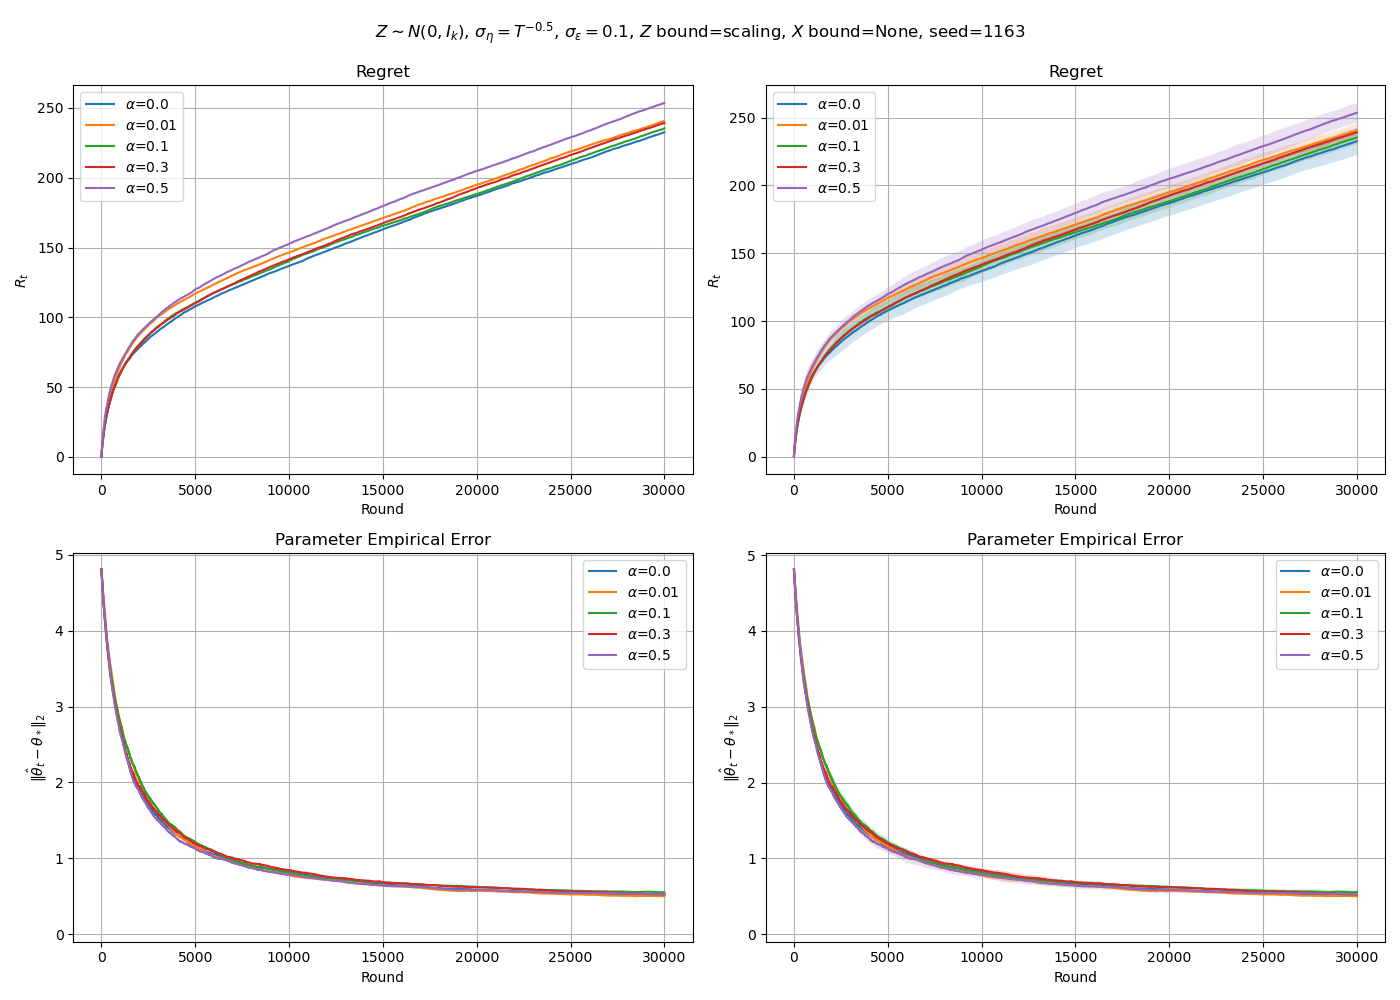 Z ∼ N(0, I_k), σ_η = T^{−0.5}, σ_ε = 0.1, Z bound=scaling, X bound=None, seed=1163
Regret
R_t
250
200
150
100
50
0
α=0.0
α=0.01
α=0.1
α=0.3
α=0.5
0 5000 10000 15000 20000 25000 30000
Round
Regret
R_t
250
200
150
100
50
0
α=0.0
α=0.01
α=0.1
α=0.3
α=0.5
0 5000 10000 15000 20000 25000 30000
Round
Parameter Empirical Error
‖θ̂_t − θ_*‖_2
5
4
3
2
1
0
α=0.0
α=0.01
α=0.1
α=0.3
α=0.5
0 5000 10000 15000 20000 25000 30000
Round
Parameter Empirical Error
‖θ̂_t − θ_*‖_2
5
4
3
2
1
0
α=0.0
α=0.01
α=0.1
α=0.3
α=0.5
0 5000 10000 15000 20000 25000 30000
Round